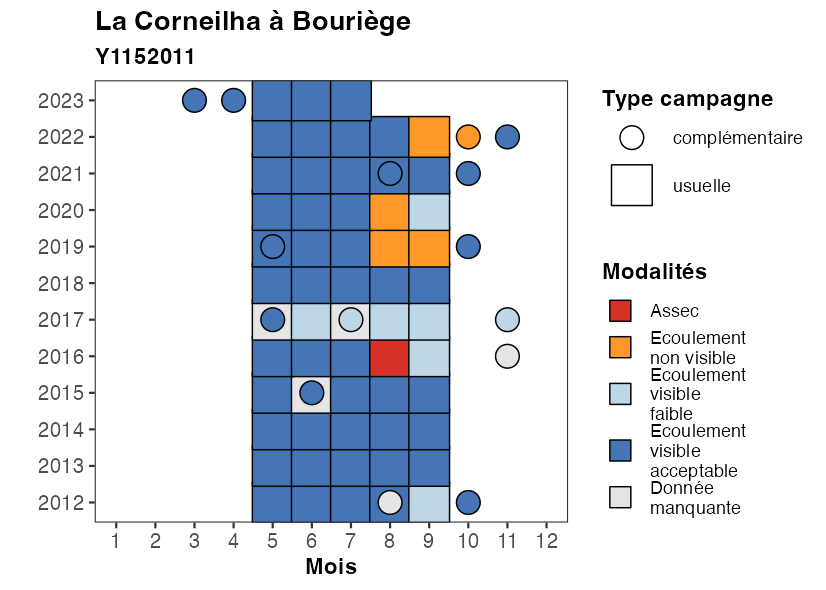 La Corneilha à Bouriège
Y1152011
2023
2022
2021
2020
2019
2018
2017
2016
2015
2014
2013
2012
1 2 3 4 5 6 7 8 9 10 11 12
Mois
Type campagne
complémentaire
usuelle
Modalités
Assec
Ecoulement
non visible
Ecoulement
visible
faible
Ecoulement
visible
acceptable
Donnée
manquante